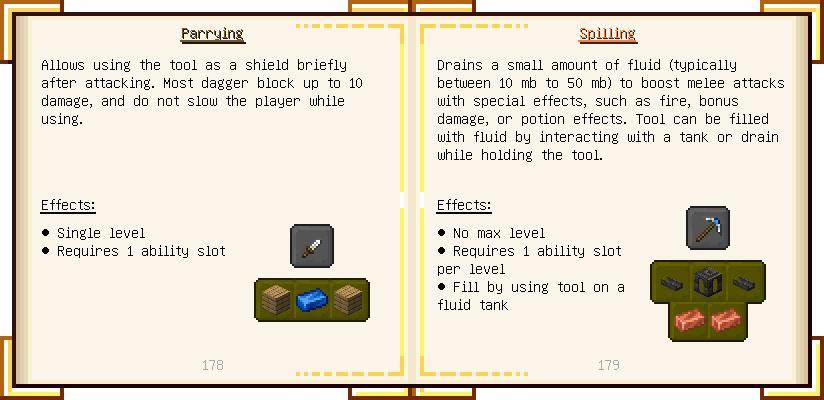 Parrying
Allows using the tool as a shield briefly
after attacking. Most dagger block up to 10
damage, and do not slow the player while
using.
Effects:
● Single level
● Requires 1 ability slot
178
Spilling
Drains a small amount of fluid (typically
between 10 mb to 50 mb) to boost melee attacks
with special effects, such as fire, bonus
damage, or potion effects. Tool can be filled
with fluid by interacting with a tank or drain
while holding the tool.
Effects:
● No max level
● Requires 1 ability slot
per level
● Fill by using tool on a
fluid tank
179